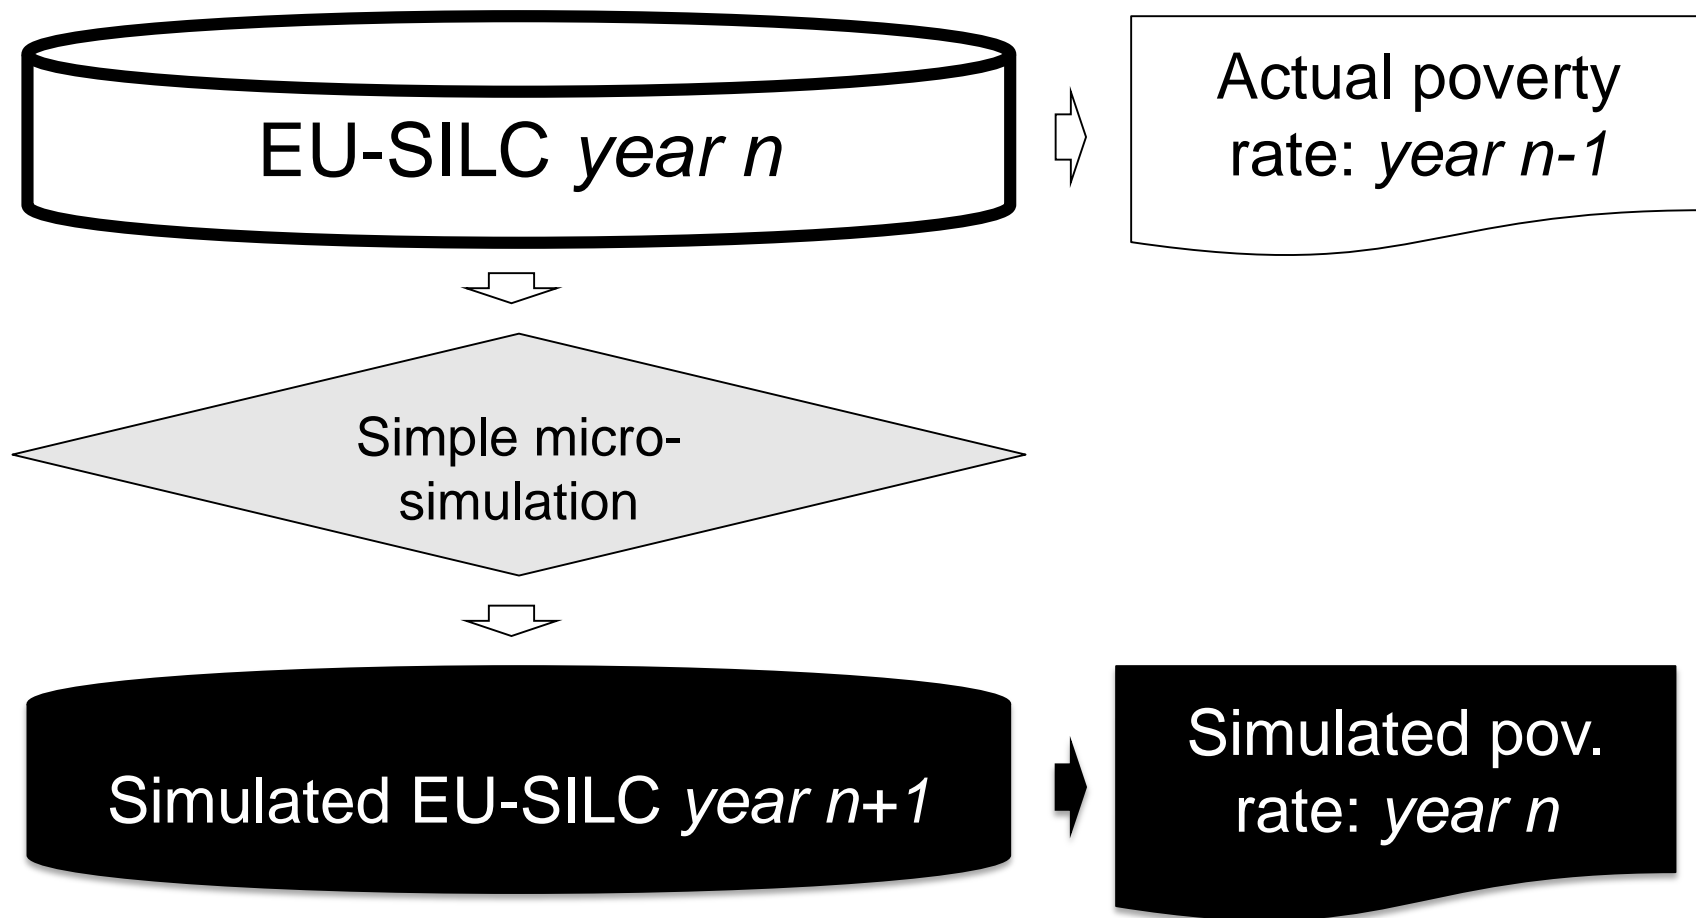 EU-SILC year n
Actual poverty
rate: year n-1
Simple micro-
simulation
Simulated EU-SILC year n+1
Simulated pov.
rate: year n